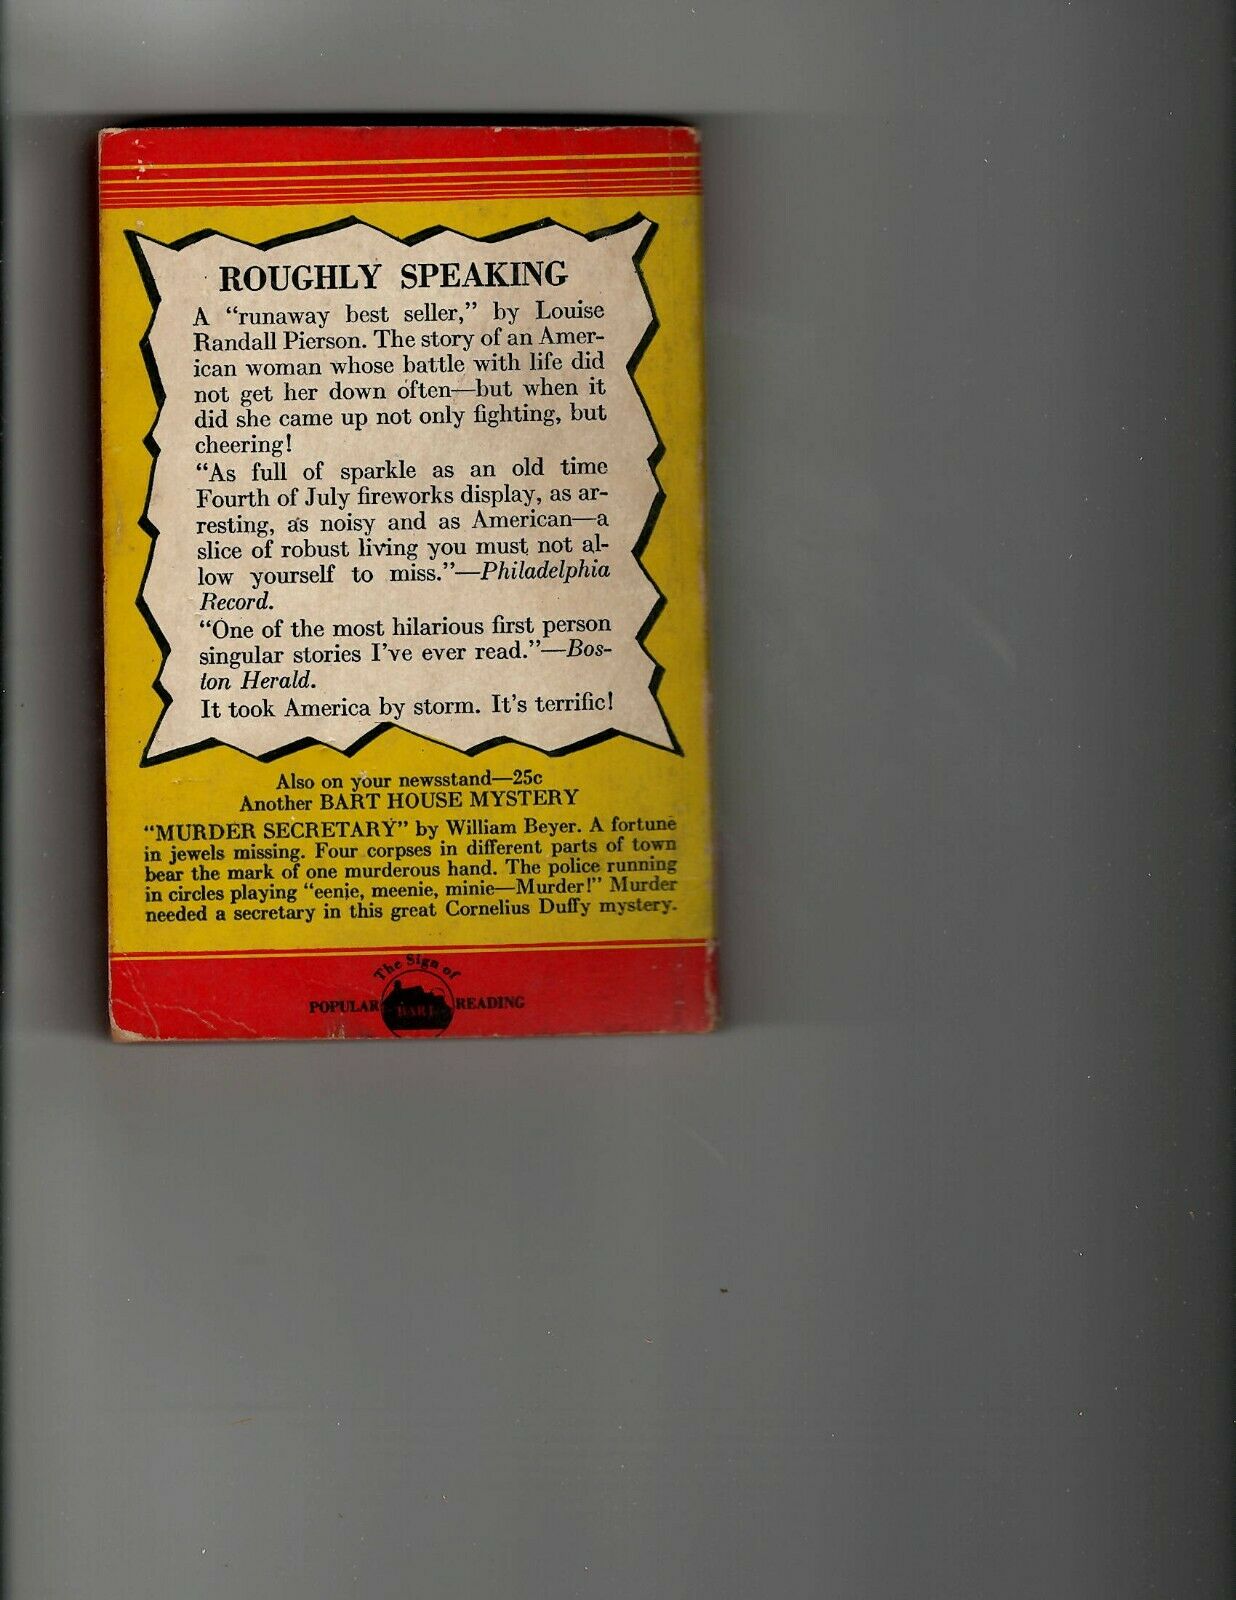 ROUGHLY SPEAKING
A “runaway best seller,” by Louise
Randall Pierson. The story of an Amer-
ican woman whose battle with life did
not get her down often—but when it
did she came up not only fighting, but
cheering!
“As full of sparkle as an old time
Fourth of July fireworks display, as ar-
resting, as noisy and as American—a
slice of robust living you must not al-
low yourself to miss.”—Philadelphia
Record.
“One of the most hilarious first person
singular stories I’ve ever read.”—Bos-
ton Herald.
It took America by storm. It’s terrific!
Also on your newsstand—25c
Another BART HOUSE MYSTERY
“MURDER SECRETARY” by William Beyer. A fortune
in jewels missing. Four corpses in different parts of town
bear the mark of one murderous hand. The police running
in circles playing “eenie, meenie, minie—Murder!” Murder
needed a secretary in this great Cornelius Duffy mystery.
The Sign of
POPULAR BART READING